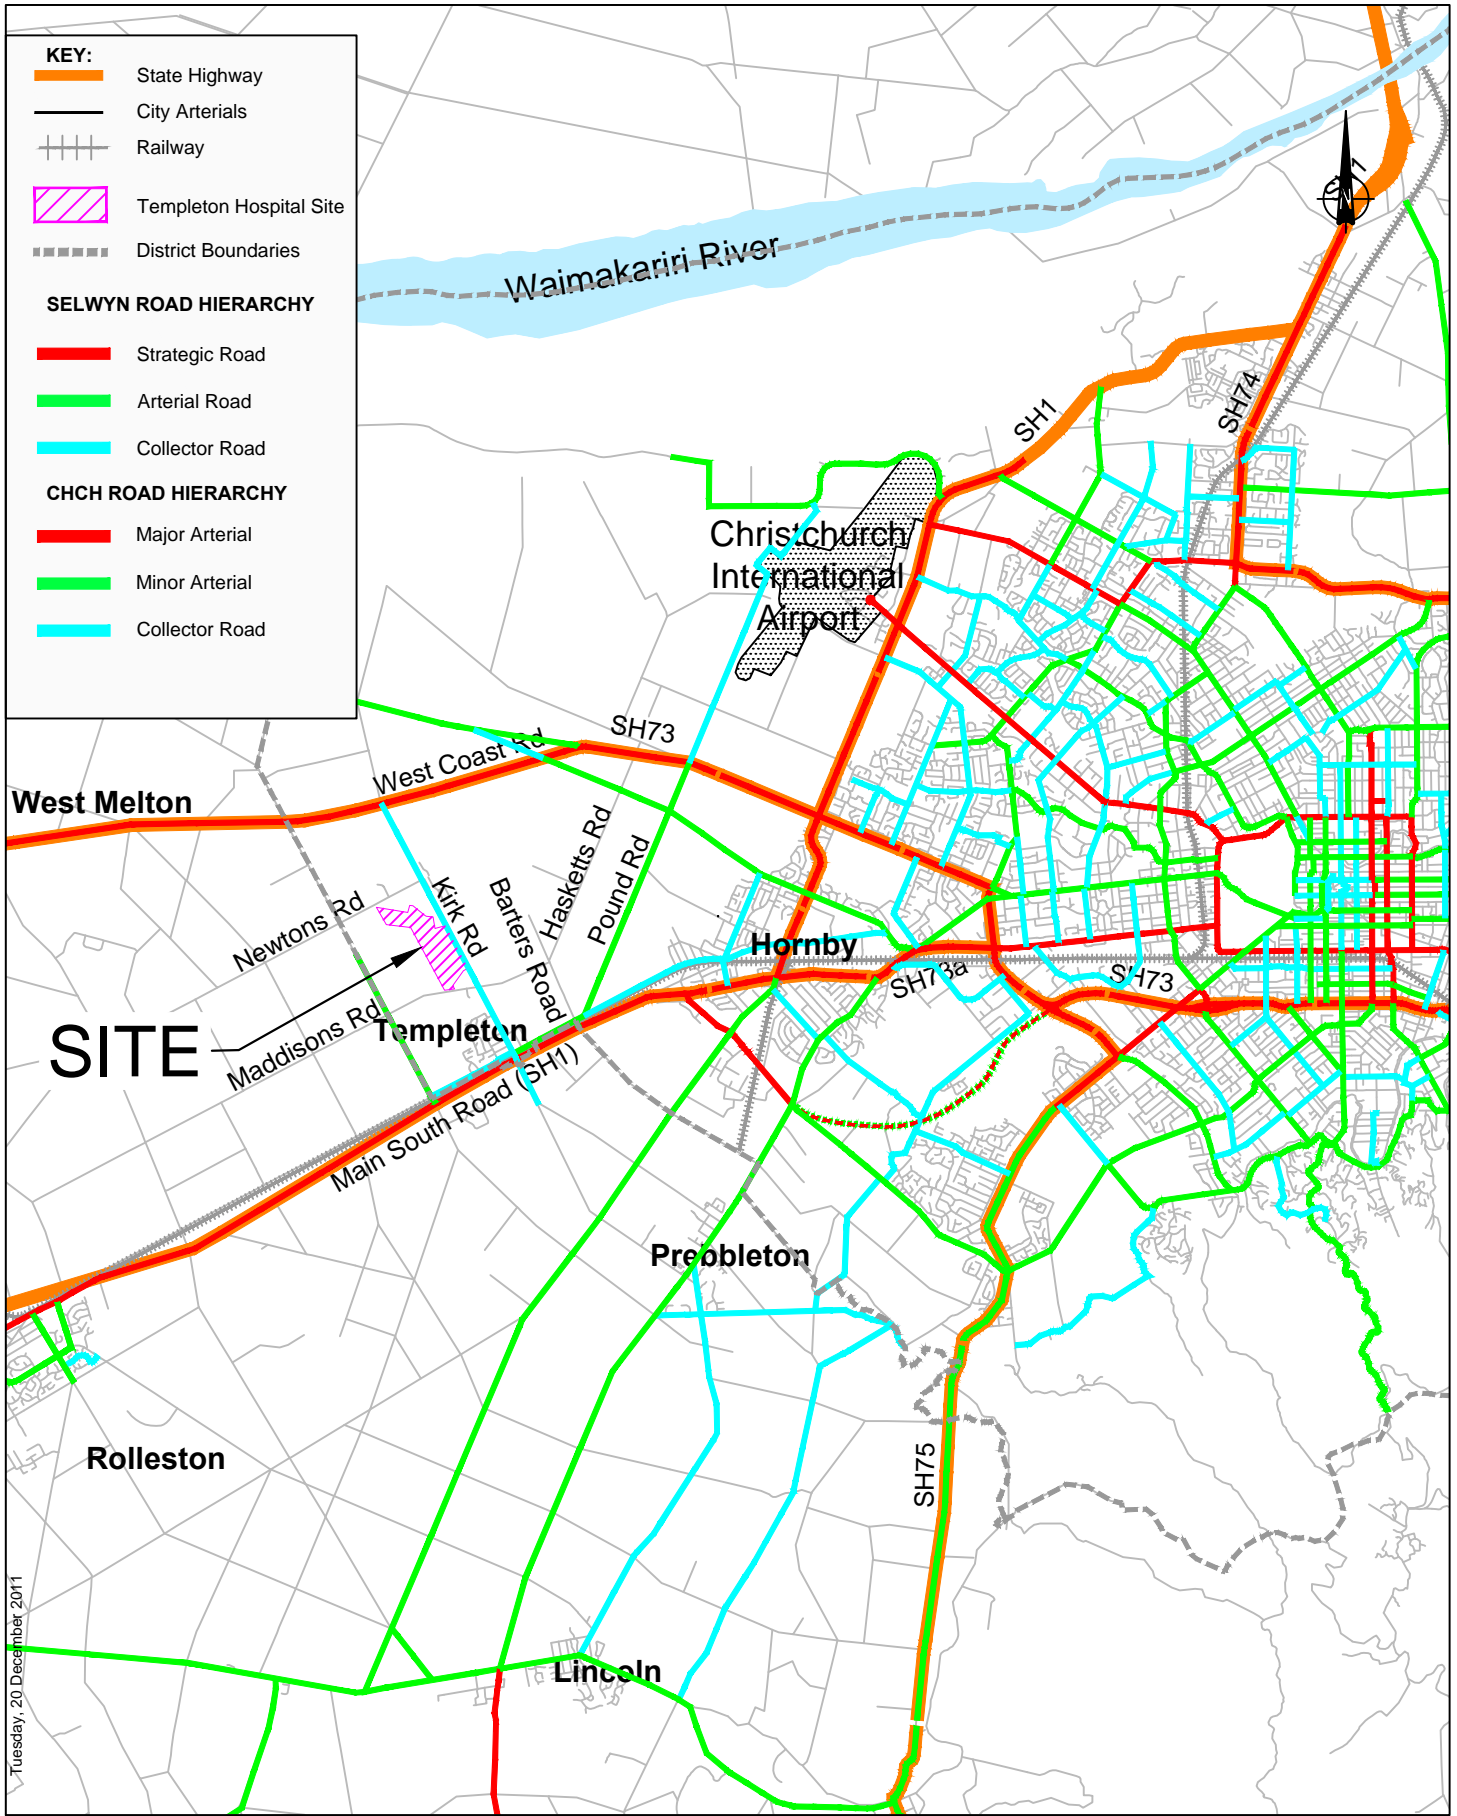 KEY:
State Highway
City Arterials
Railway
Templeton Hospital Site
District Boundaries
SELWYN ROAD HIERARCHY
Strategic Road
Arterial Road
Collector Road
CHCH ROAD HIERARCHY
Major Arterial
Minor Arterial
Collector Road
SH1
Waimakariri River
SH1
SH74
Christchurch
International
Airport
SH73
West Coast Rd
West Melton
Hasketts Rd
Pound Rd
Kirk Rd
Barters Road
Newtons Rd
Hornby
SH73a
SH73
SITE
Maddisons Rd
Templeton
Main South Road (SH1)
Prebbleton
Rolleston
SH75
Lincoln
Tuesday, 20 December 2011